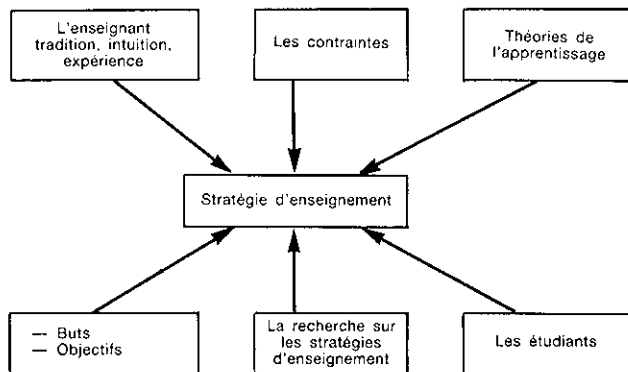 L'enseignant
tradition, intuition,
expérience
Les contraintes
Théories de
l'apprentissage
Stratégie d'enseignement
— Buts
— Objectifs
La recherche sur
les stratégies
d'enseignement
Les étudiants